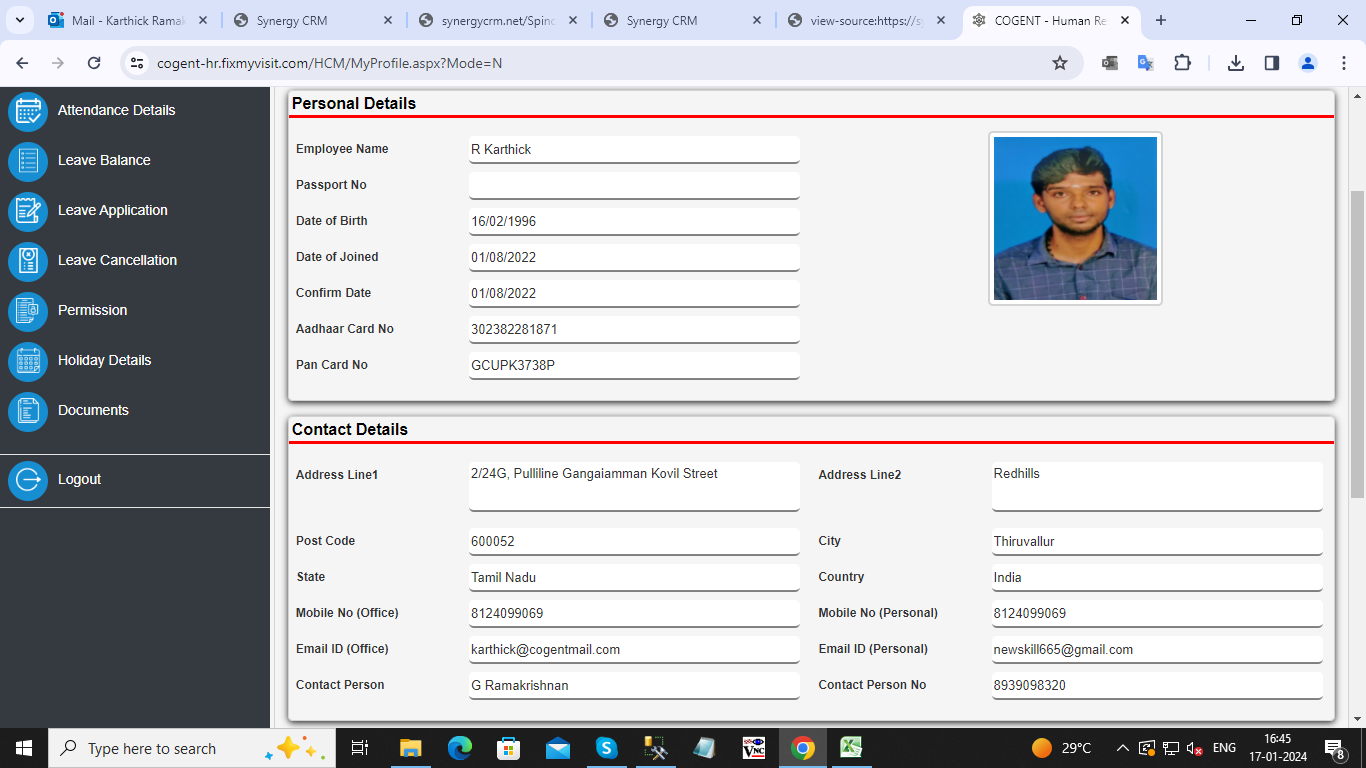 Mail - Karthick Ramak
Synergy CRM
synergycrm.net/Spinc
Synergy CRM
view-source:https://sy
COGENT - Human Re
cogent-hr.fixmyvisit.com/HCM/MyProfile.aspx?Mode=N
Attendance Details
Leave Balance
Leave Application
Leave Cancellation
Permission
Holiday Details
Documents
Logout
Personal Details
Employee Name R Karthick
Passport No
Date of Birth 16/02/1996
Date of Joined 01/08/2022
Confirm Date 01/08/2022
Aadhaar Card No 302382281871
Pan Card No GCUPK3738P
Contact Details
Address Line1 2/24G, Pulliline Gangaiamman Kovil Street Address Line2 Redhills
Post Code 600052 City Thiruvallur
State Tamil Nadu Country India
Mobile No (Office) 8124099069 Mobile No (Personal) 8124099069
Email ID (Office) karthick@cogentmail.com Email ID (Personal) newskill665@gmail.com
Contact Person G Ramakrishnan Contact Person No 8939098320
Type here to search
29°C
ENG
16:45
17-01-2024
8